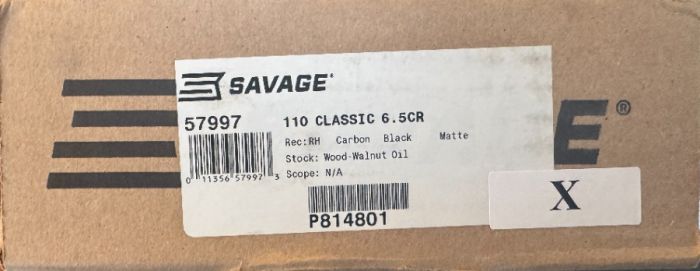 SAVAGE®
57997 110 CLASSIC 6.5CR
Rec:RH Carbon Black Matte
Stock: Wood-Walnut Oil
Scope: N/A
0 11356 57997 3
P814801
X
GE®